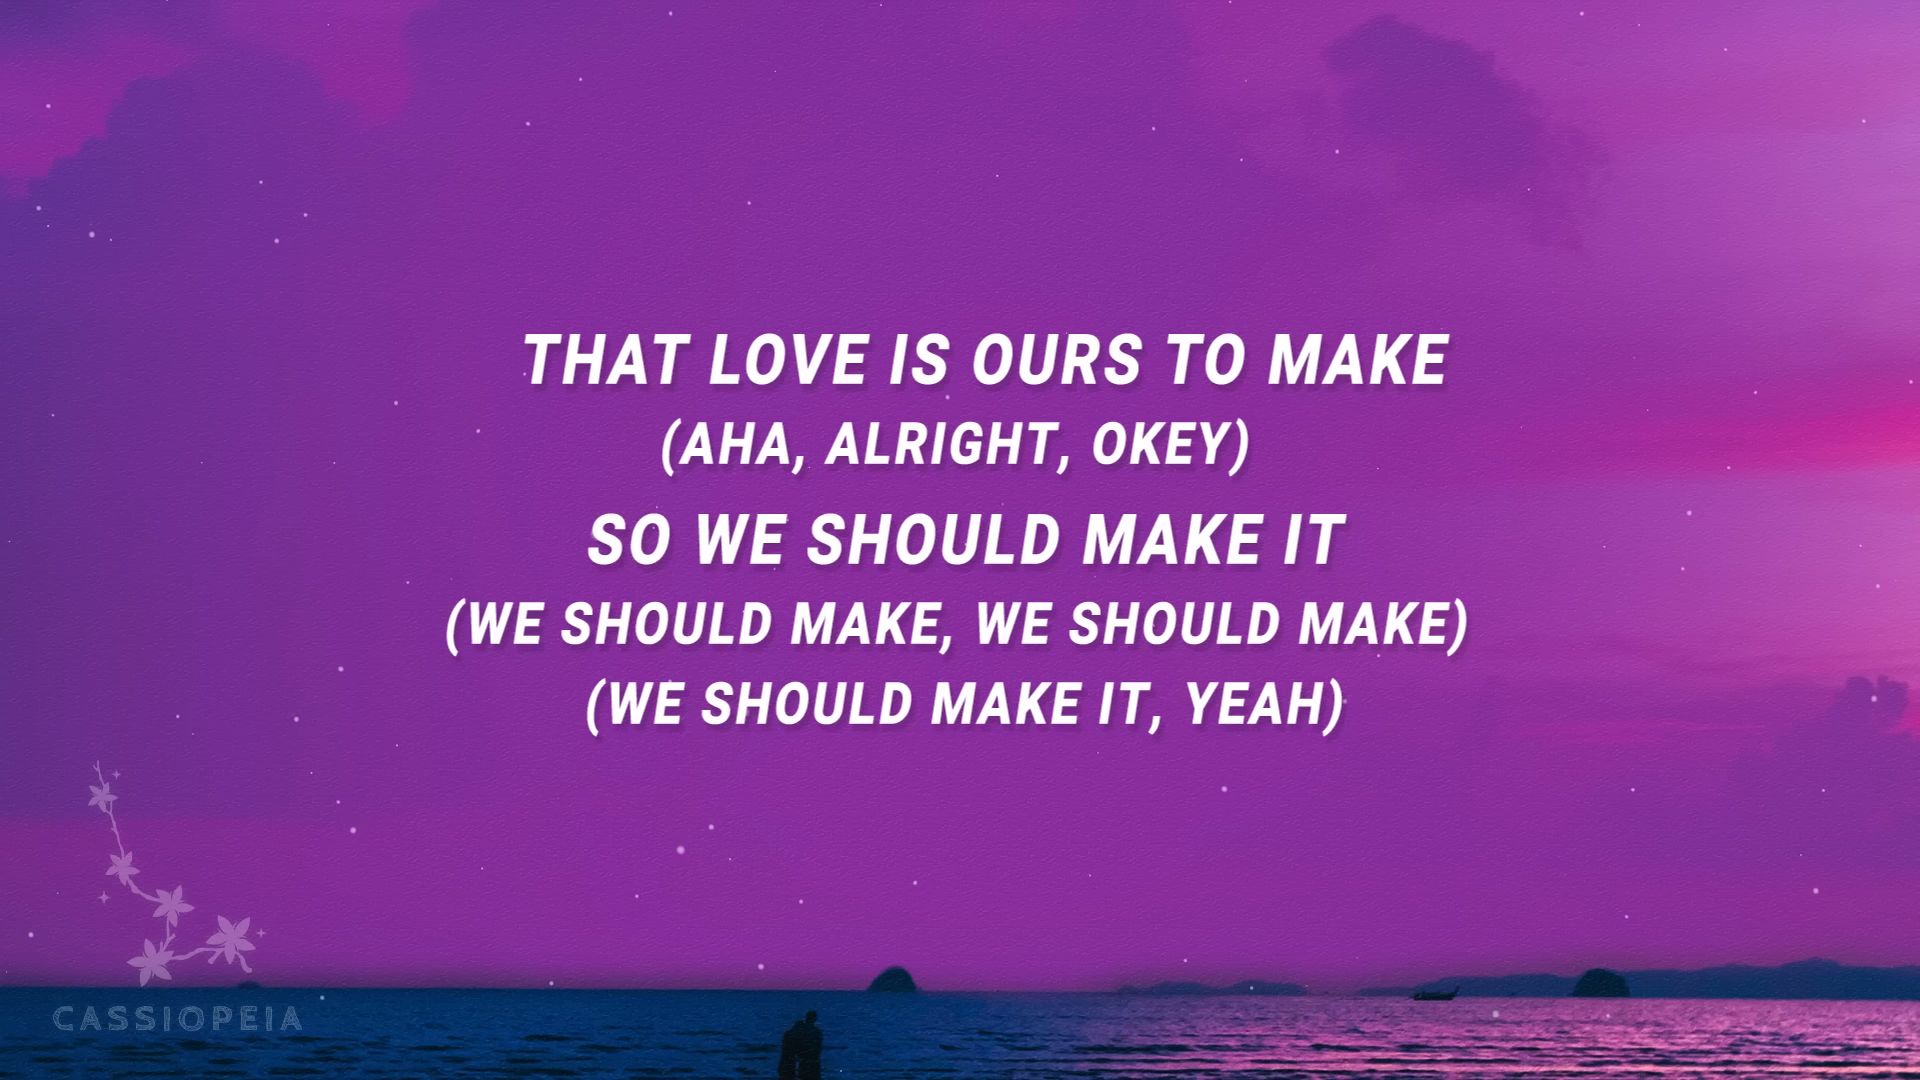 THAT LOVE IS OURS TO MAKE
(AHA, ALRIGHT, OKEY)
SO WE SHOULD MAKE IT
(WE SHOULD MAKE, WE SHOULD MAKE)
(WE SHOULD MAKE IT, YEAH)
CASSIOPEIA